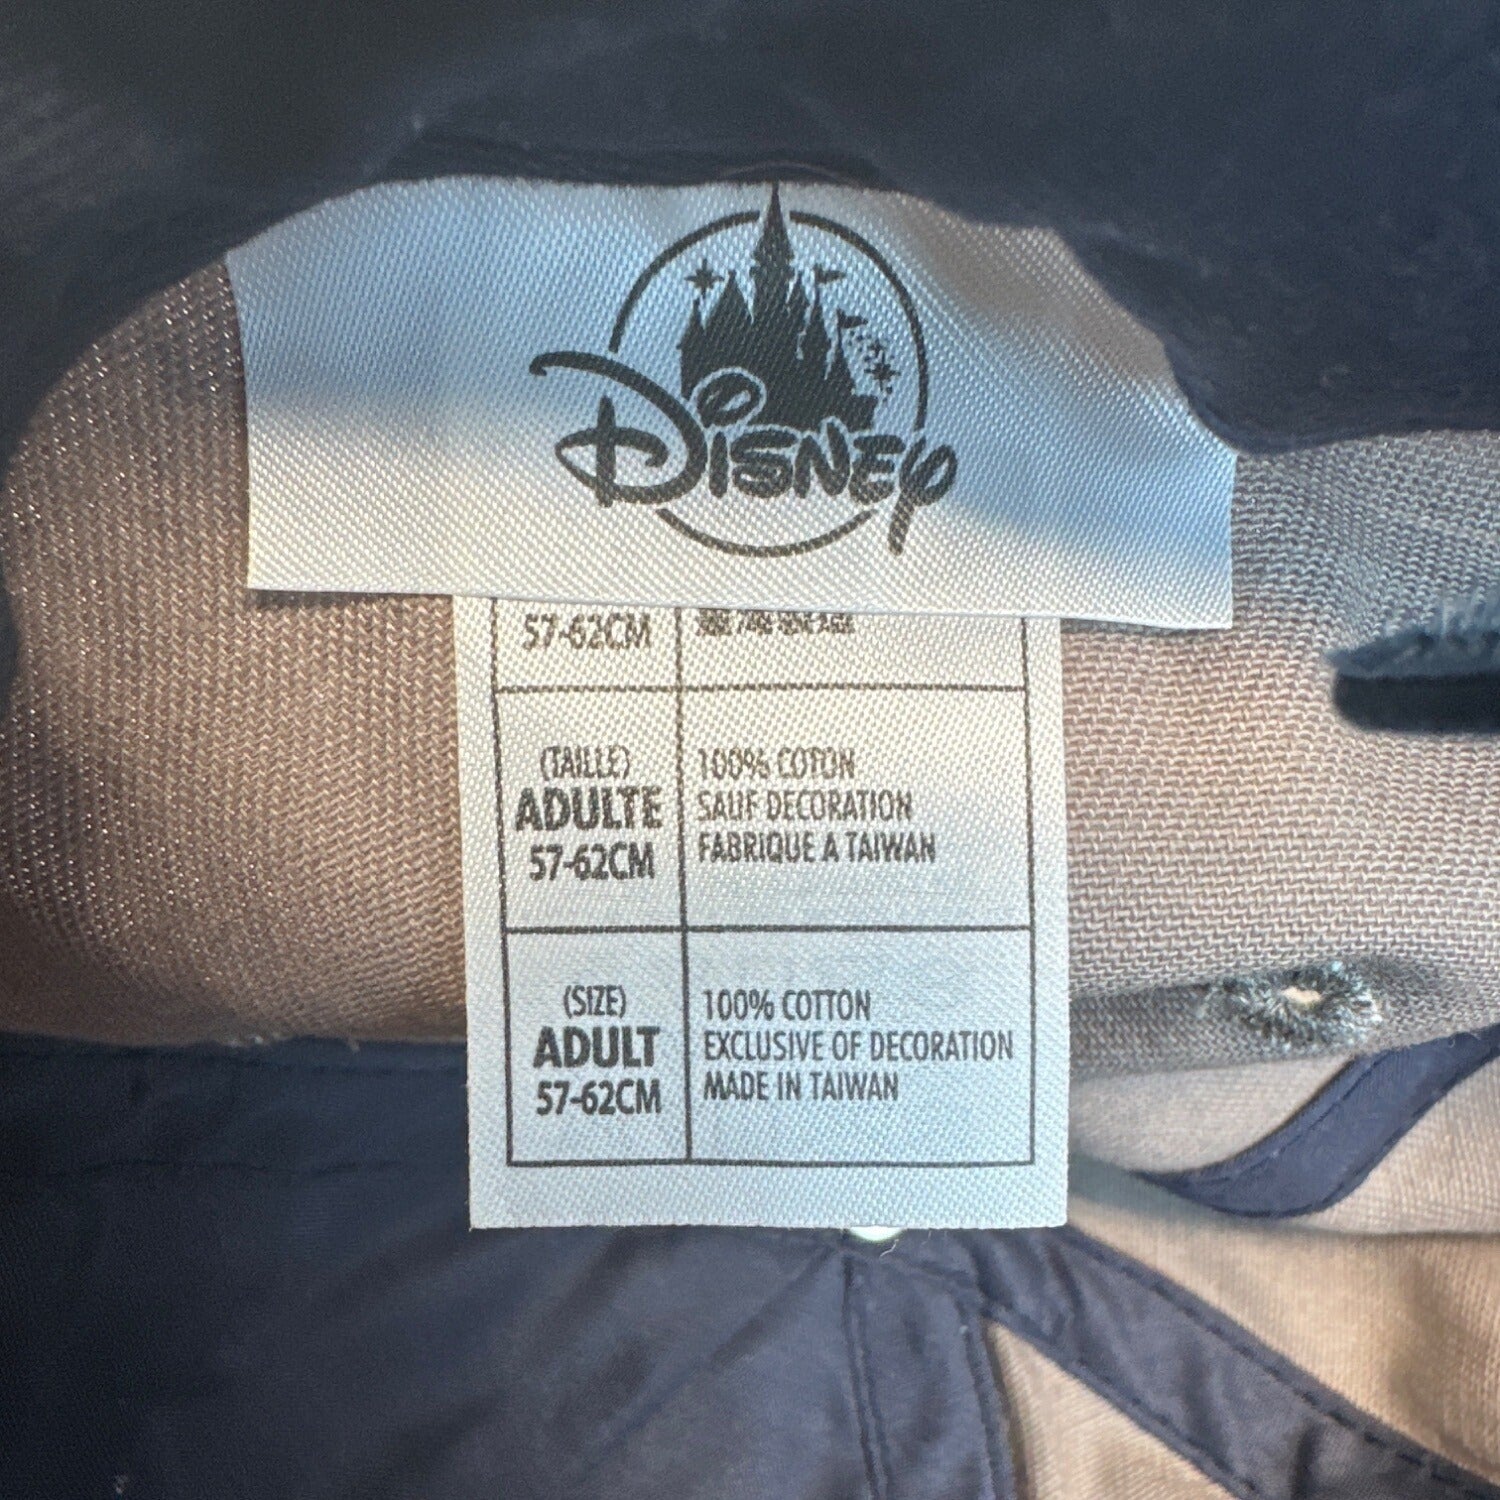 Disney
57-62CM
(TAILLE)
ADULTE
57-62CM
100% COTON
SAUF DECORATION
FABRIQUE A TAIWAN
(SIZE)
ADULT
57-62CM
100% COTTON
EXCLUSIVE OF DECORATION
MADE IN TAIWAN